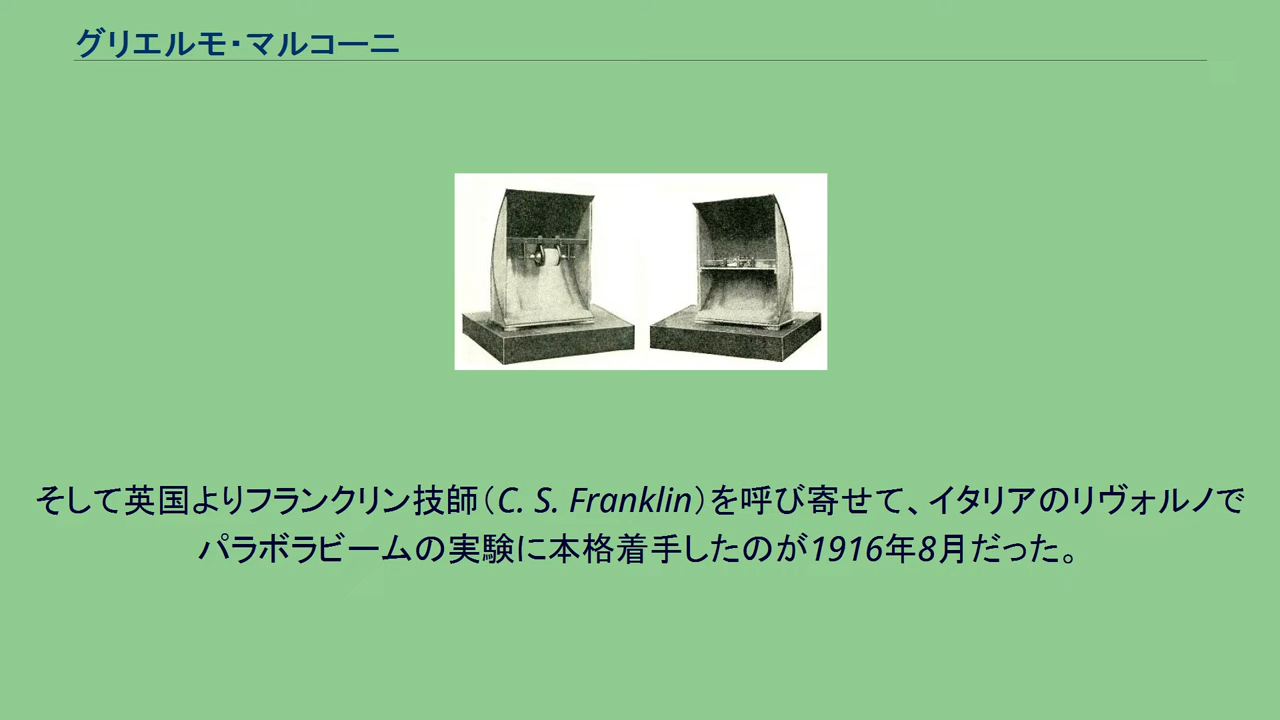 グリエルモ・マルコーニ
そして英国よりフランクリン技師（C. S. Franklin）を呼び寄せて、イタリアのリヴォルノで
パラボラビームの実験に本格着手したのが1916年8月だった。